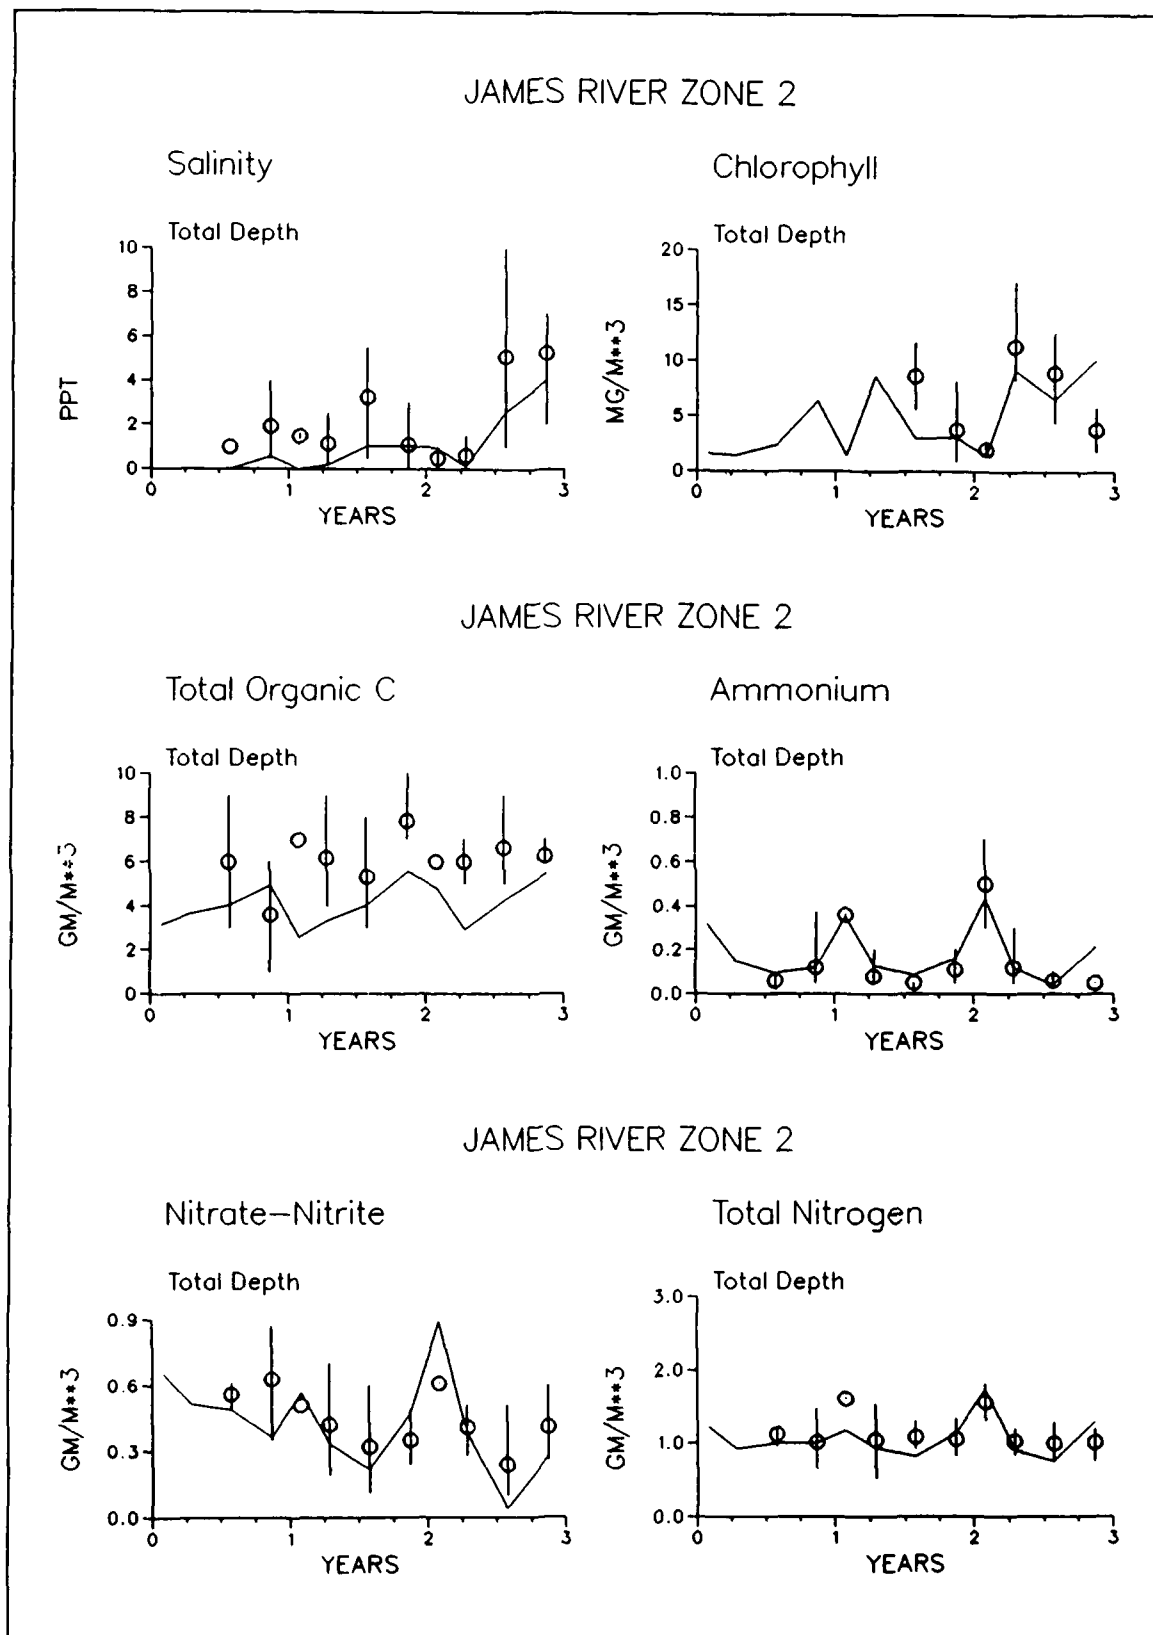 JAMES RIVER ZONE 2
Salinity
Total Depth
10
8
6
4
2
0
PPT
0 1 2 3
YEARS
Chlorophyll
Total Depth
20
15
10
5
0
MG/M**3
0 1 2 3
YEARS
JAMES RIVER ZONE 2
Total Organic C
Total Depth
10
8
6
4
2
0
GM/M**3
0 1 2 3
YEARS
Ammonium
Total Depth
1.0
0.8
0.6
0.4
0.2
0.0
GM/M**3
0 1 2 3
YEARS
JAMES RIVER ZONE 2
Nitrate-Nitrite
Total Depth
0.9
0.6
0.3
0.0
GM/M**3
0 1 2 3
YEARS
Total Nitrogen
Total Depth
3.0
2.0
1.0
0.0
GM/M**3
0 1 2 3
YEARS